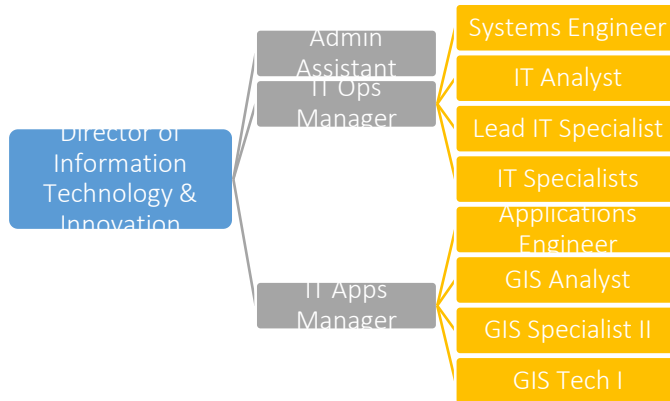 Director of
Information
Technology &
Innovation
Admin
Assistant
IT Ops
Manager
IT Apps
Manager
Systems Engineer
IT Analyst
Lead IT Specialist
IT Specialists
Applications
Engineer
GIS Analyst
GIS Specialist II
GIS Tech I